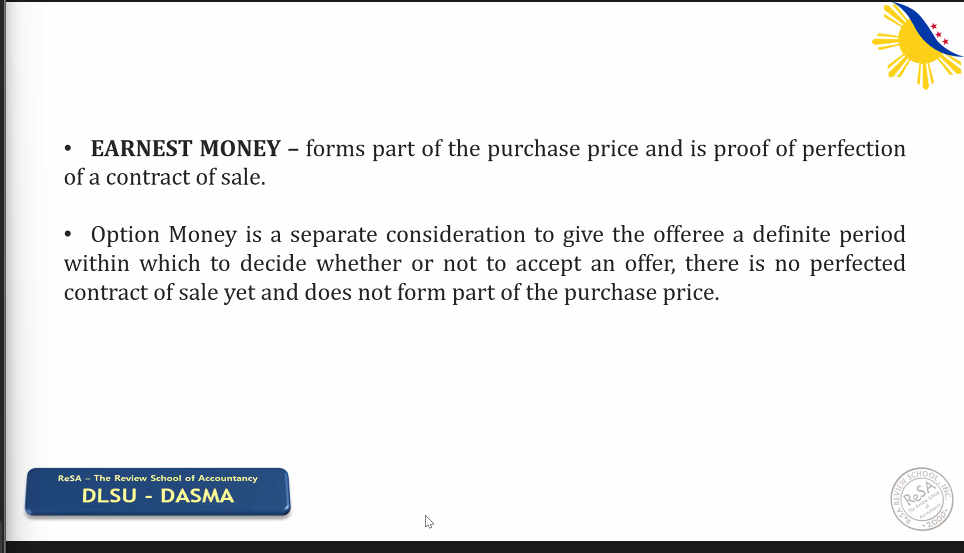 • EARNEST MONEY – forms part of the purchase price and is proof of perfection
of a contract of sale.
• Option Money is a separate consideration to give the offeree a definite period
within which to decide whether or not to accept an offer, there is no perfected
contract of sale yet and does not form part of the purchase price.
ReSA – The Review School of Accountancy
DLSU - DASMA
ReSA REVIEW SCHOOL, INC.
ReSA
The Review School
of
Accountancy
2000